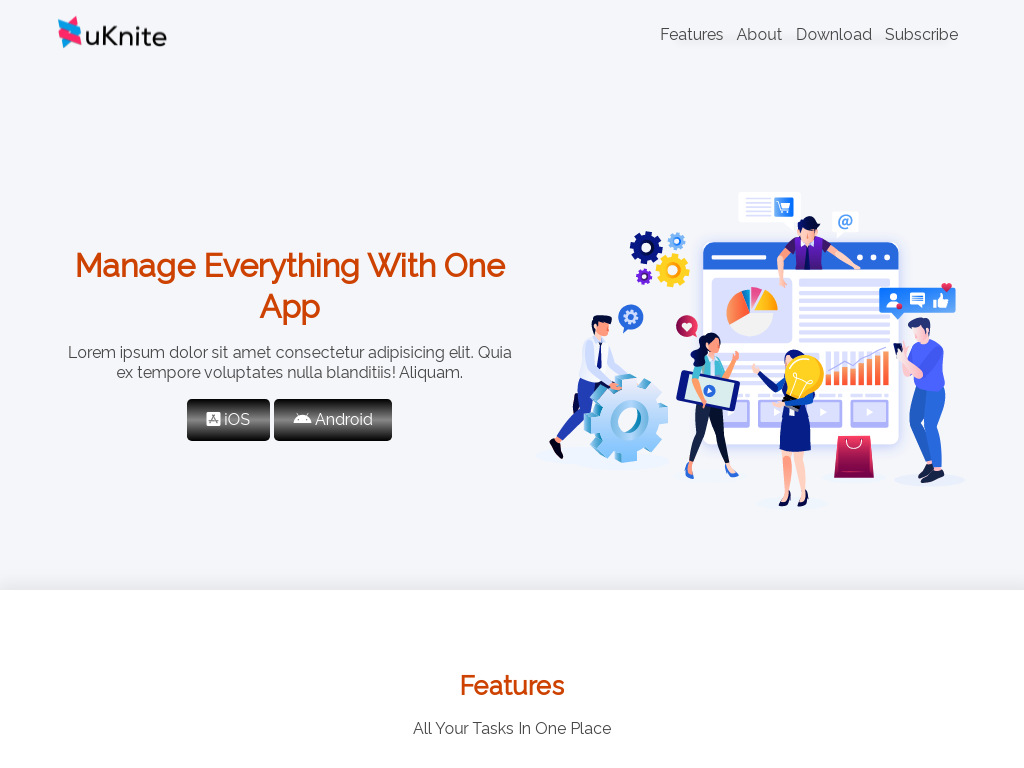 uKnite
Features About Download Subscribe
Manage Everything With One
App
Lorem ipsum dolor sit amet consectetur adipisicing elit. Quia
ex tempore voluptates nulla blanditiis! Aliquam.
iOS Android
@
Features
All Your Tasks In One Place